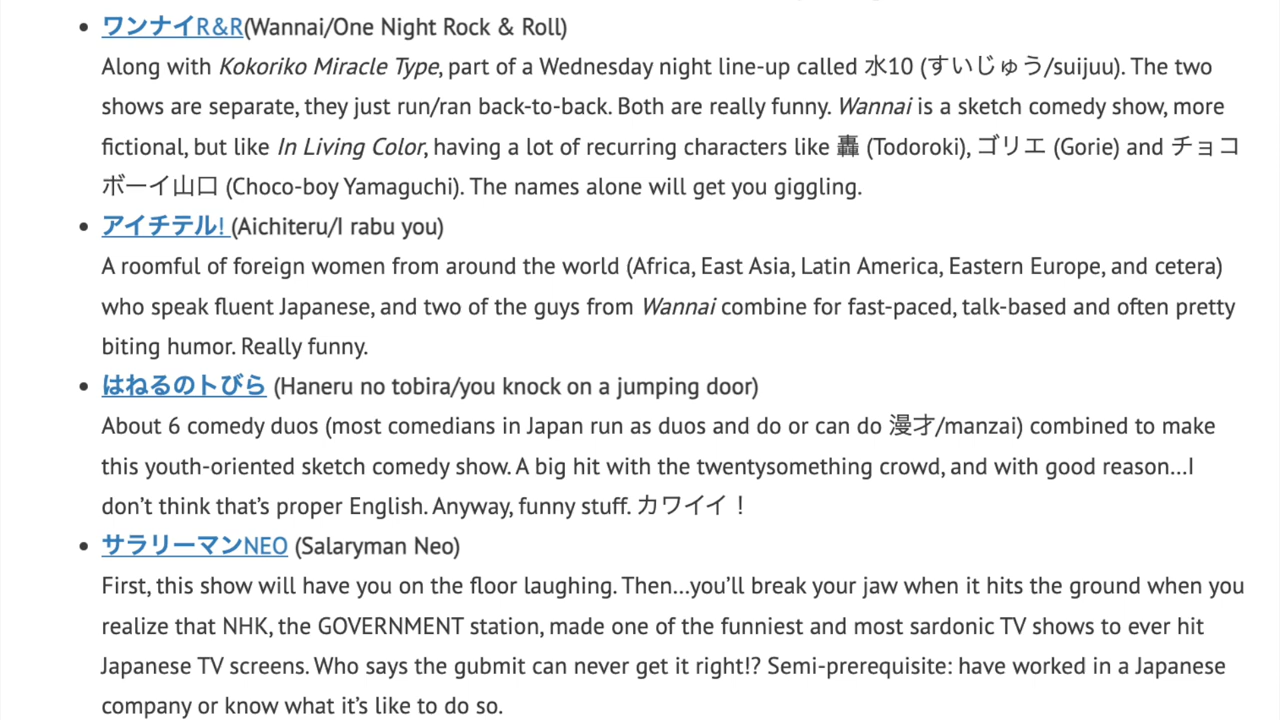 ワンナイR&R(Wannai/One Night Rock & Roll)
Along with Kokoriko Miracle Type, part of a Wednesday night line-up called 水10 (すいじゅう/suijuu). The two
shows are separate, they just run/ran back-to-back. Both are really funny. Wannai is a sketch comedy show, more
fictional, but like In Living Color, having a lot of recurring characters like 轟 (Todoroki), ゴリエ (Gorie) and チョコ
ボーイ山口 (Choco-boy Yamaguchi). The names alone will get you giggling.
アイチテル! (Aichiteru/I rabu you)
A roomful of foreign women from around the world (Africa, East Asia, Latin America, Eastern Europe, and cetera)
who speak fluent Japanese, and two of the guys from Wannai combine for fast-paced, talk-based and often pretty
biting humor. Really funny.
はねるのトびら (Haneru no tobira/you knock on a jumping door)
About 6 comedy duos (most comedians in Japan run as duos and do or can do 漫才/manzai) combined to make
this youth-oriented sketch comedy show. A big hit with the twentysomething crowd, and with good reason…I
don’t think that’s proper English. Anyway, funny stuff. カワイイ！
サラリーマンNEO (Salaryman Neo)
First, this show will have you on the floor laughing. Then…you’ll break your jaw when it hits the ground when you
realize that NHK, the GOVERNMENT station, made one of the funniest and most sardonic TV shows to ever hit
Japanese TV screens. Who says the gubmit can never get it right!? Semi-prerequisite: have worked in a Japanese
company or know what it’s like to do so.